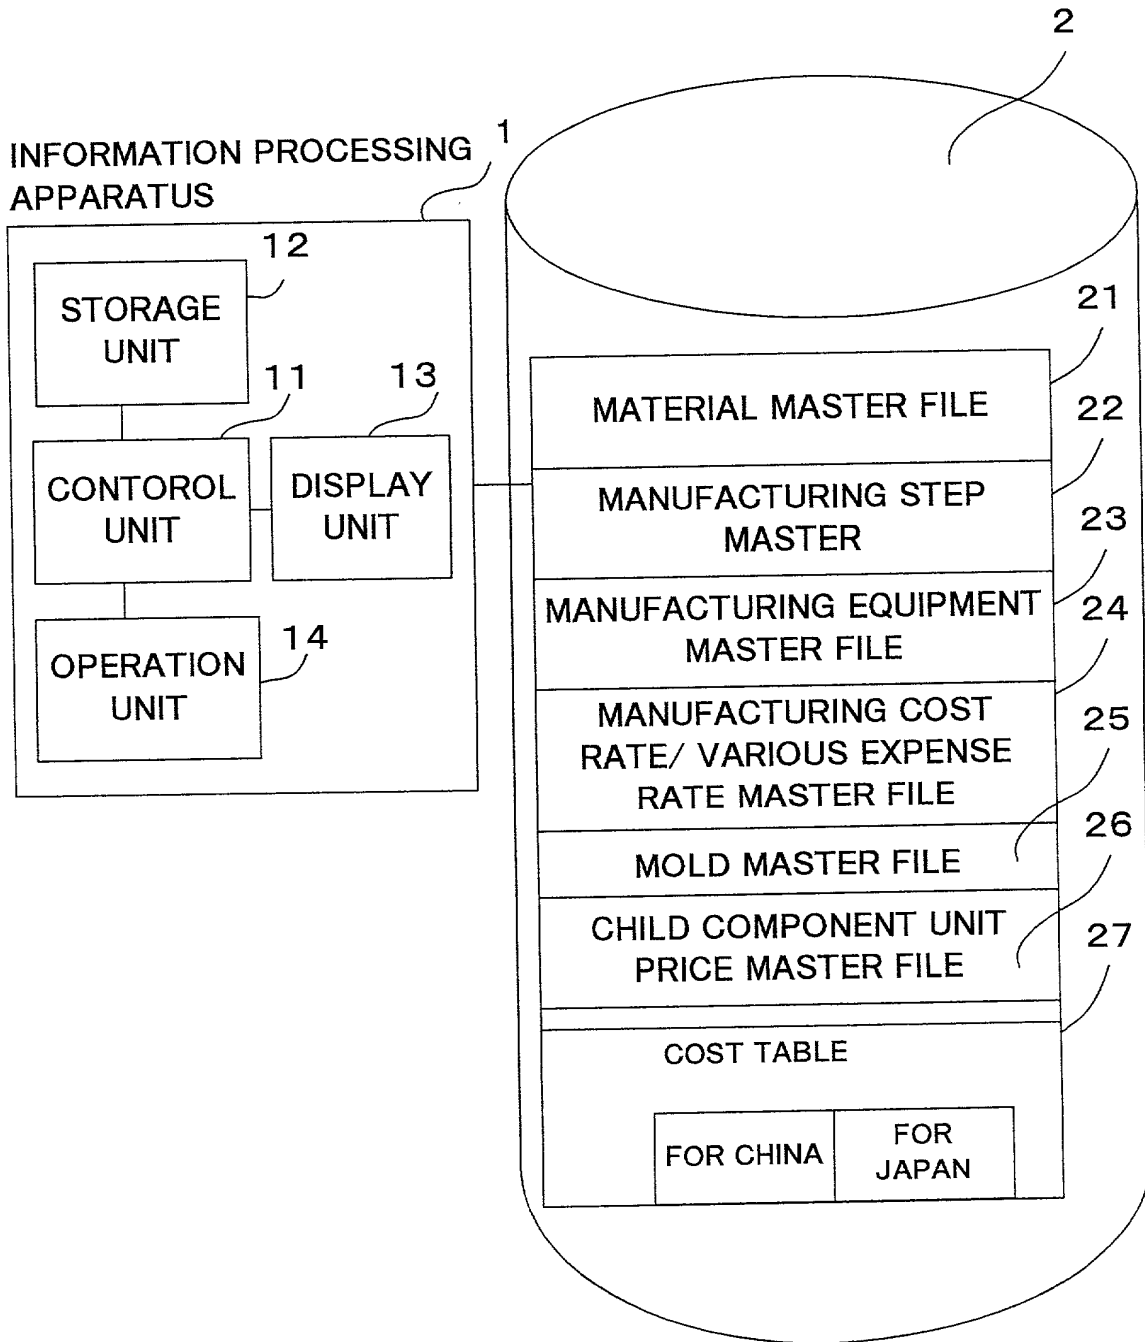 2
1
INFORMATION PROCESSING
APPARATUS
12
STORAGE
UNIT
11
13
CONTOROL
UNIT
DISPLAY
UNIT
14
OPERATION
UNIT
21
MATERIAL MASTER FILE
22
MANUFACTURING STEP
MASTER
23
MANUFACTURING EQUIPMENT
MASTER FILE
24
MANUFACTURING COST
RATE/ VARIOUS EXPENSE
RATE MASTER FILE
25
MOLD MASTER FILE
26
CHILD COMPONENT UNIT
PRICE MASTER FILE
27
COST TABLE
FOR CHINA
FOR
JAPAN